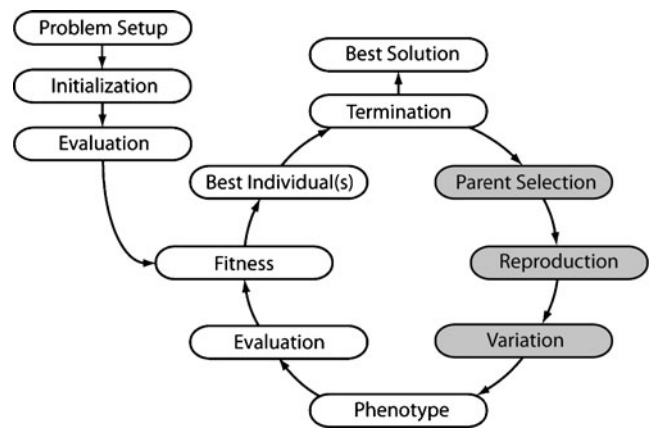 Problem Setup
Initialization
Evaluation
Best Solution
Termination
Best Individual(s)
Parent Selection
Fitness
Reproduction
Evaluation
Variation
Phenotype